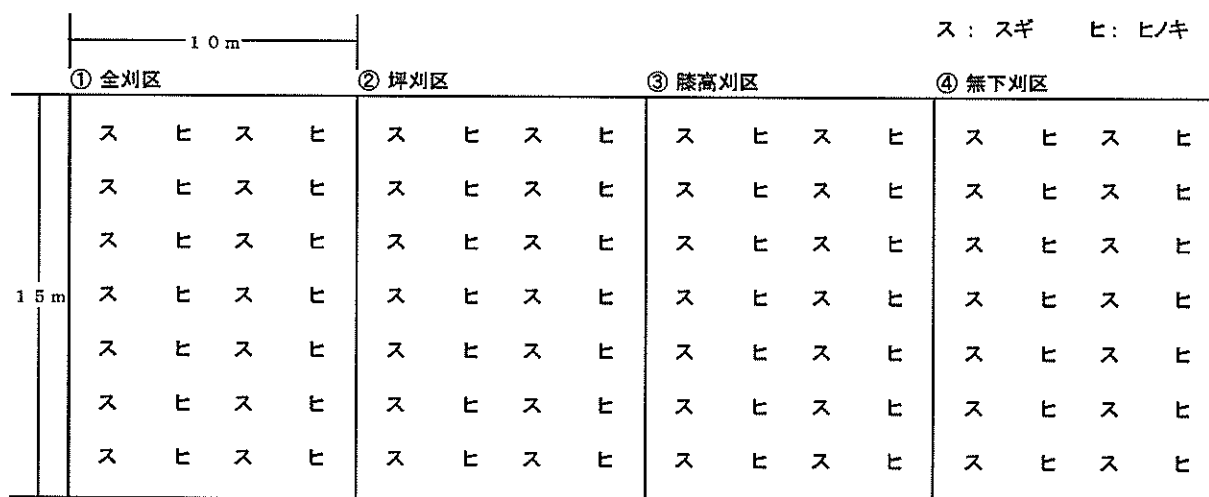 ス : スギ ヒ : ヒノキ
10m
① 全刈区 ② 坪刈区 ③ 膝高刈区 ④ 無下刈区
ス ヒ ス ヒ ス ヒ ス ヒ ス ヒ ス ヒ ス ヒ ス ヒ
ス ヒ ス ヒ ス ヒ ス ヒ ス ヒ ス ヒ ス ヒ ス ヒ
ス ヒ ス ヒ ス ヒ ス ヒ ス ヒ ス ヒ ス ヒ ス ヒ
15m ス ヒ ス ヒ ス ヒ ス ヒ ス ヒ ス ヒ ス ヒ ス ヒ
ス ヒ ス ヒ ス ヒ ス ヒ ス ヒ ス ヒ ス ヒ ス ヒ
ス ヒ ス ヒ ス ヒ ス ヒ ス ヒ ス ヒ ス ヒ ス ヒ
ス ヒ ス ヒ ス ヒ ス ヒ ス ヒ ス ヒ ス ヒ ス ヒ